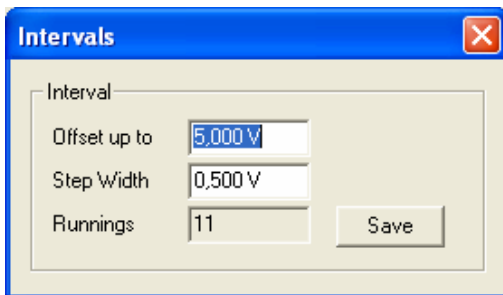 Intervals
Interval
Offset up to 5,000 V
Step Width 0,500 V
Runnings 11 Save